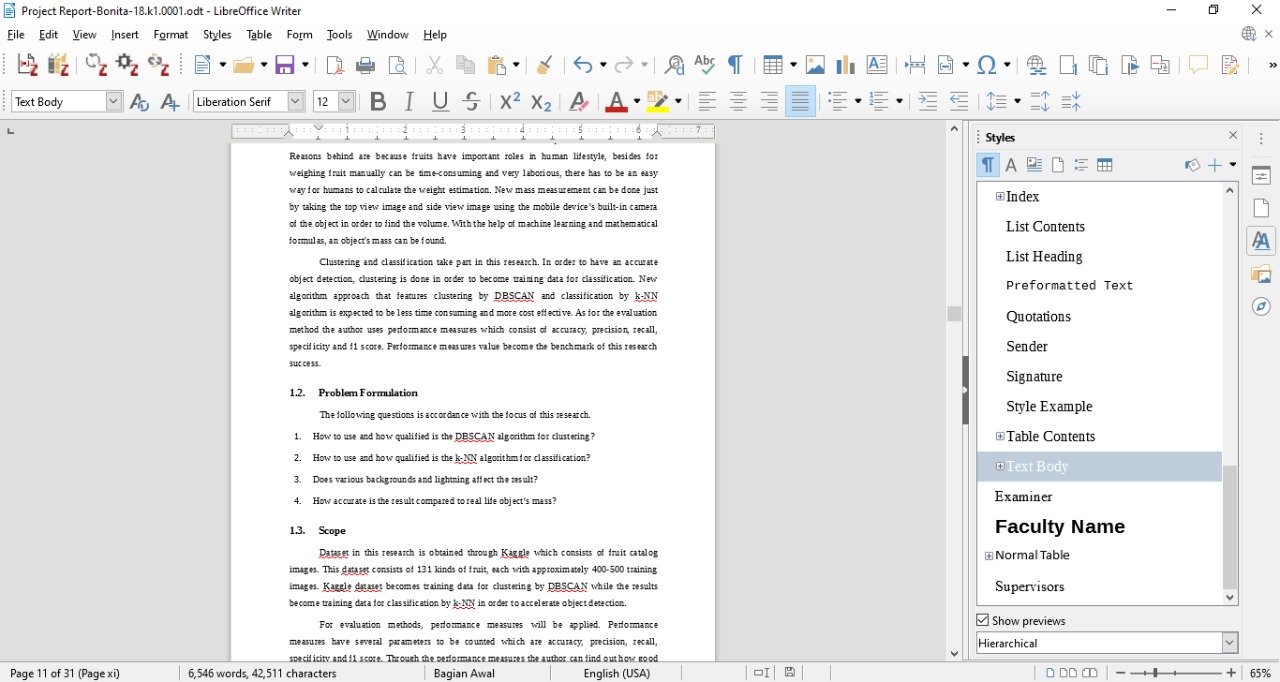 Project Report-Bonita-18.k1.0001.odt - LibreOffice Writer
File Edit View Insert Format Styles Table Form Tools Window Help
Text Body Liberation Serif 12
1 2 3 4 5 6 7
Reasons behind are because fruits have important roles in human lifestyle, besides for
weighing fruit manually can be time-consuming and very laborious, there has to be an easy
way for humans to calculate the weight estimation. New mass measurement can be done just
by taking the top view image and side view image using the mobile device's built-in camera
of the object in order to find the volume. With the help of machine learning and mathematical
formulas, an object's mass can be found.
Clustering and classification take part in this research. In order to have an accurate
object detection, clustering is done in order to become training data for classification. New
algorithm approach that features clustering by DBSCAN and classification by k-NN
algorithm is expected to be less time consuming and more cost effective. As for the evaluation
method the author uses performance measures which consist of accuracy, precision, recall,
specificity and f1 score. Performance measures value become the benchmark of this research
success.
1.2. Problem Formulation
The following questions is accordance with the focus of this research.
1. How to use and how qualified is the DBSCAN algorithm for clustering?
2. How to use and how qualified is the k-NN algorithm for classification?
3. Does various backgrounds and lightning affect the result?
4. How accurate is the result compared to real life object's mass?
1.3. Scope
Dataset in this research is obtained through Kaggle which consists of fruit catalog
images. This dataset consists of 131 kinds of fruit, each with approximately 400-500 training
images. Kaggle dataset becomes training data for clustering by DBSCAN while the results
become training data for classification by k-NN in order to accelerate object detection.
For evaluation methods, performance measures will be applied. Performance
measures have several parameters to be counted which are accuracy, precision, recall,
specificity and f1 score. Through the performance measures the author can find out how good
Styles
Index
List Contents
List Heading
Preformatted Text
Quotations
Sender
Signature
Style Example
Table Contents
Text Body
Examiner
Faculty Name
Normal Table
Supervisors
Show previews
Hierarchical
Page 11 of 31 (Page xi) 6,546 words, 42,511 characters Bagian Awal English (USA) 65%